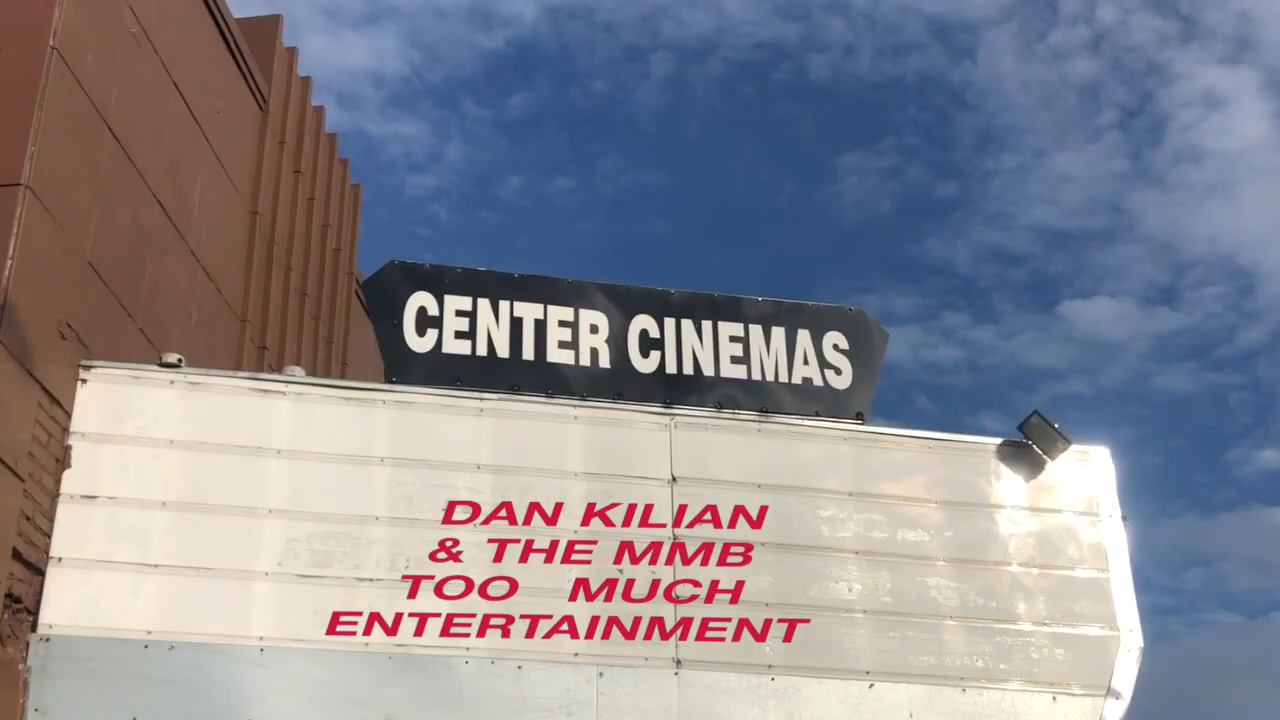 CENTER CINEMAS
DAN KILIAN
& THE MMB
TOO MUCH
ENTERTAINMENT